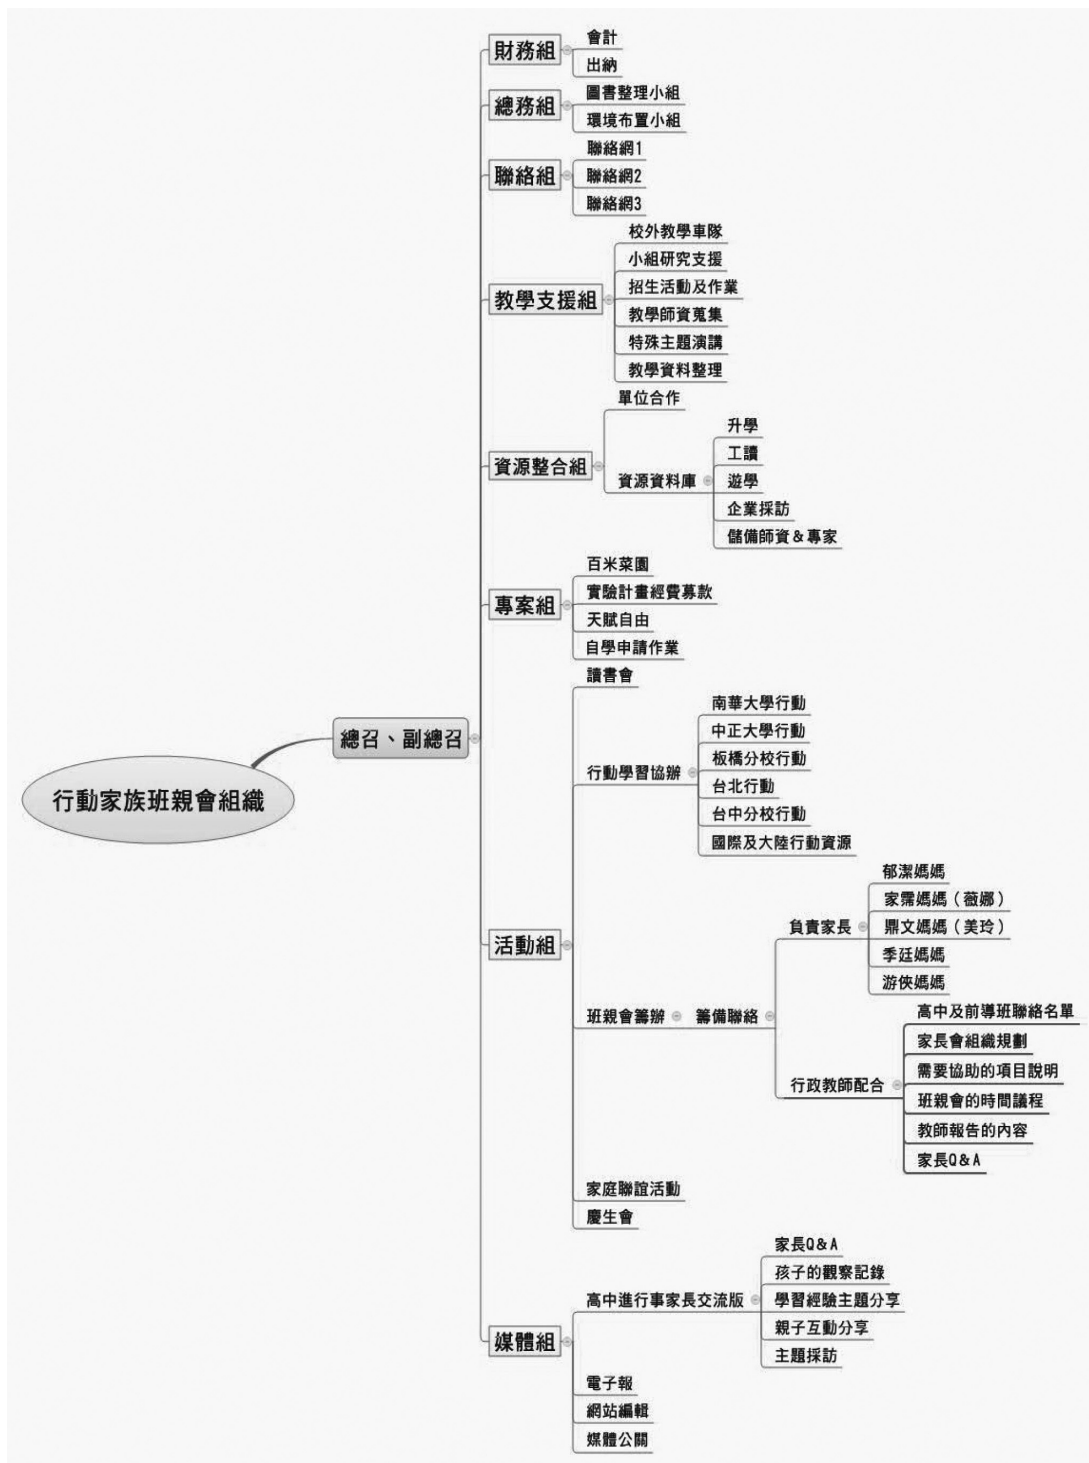 行動家族班親會組織
總召、副總召
財務組
會計
出納
總務組
圖書整理小組
環境布置小組
聯絡組
聯絡網1
聯絡網2
聯絡網3
教學支援組
校外教學車隊
小組研究支援
招生活動及作業
教學師資蒐集
特殊主題演講
教學資料整理
資源整合組
單位合作
資源資料庫
升學
工讀
遊學
企業採訪
儲備師資&專家
專案組
百米菜園
實驗計畫經費募款
天賦自由
自學申請作業
活動組
讀書會
行動學習協辦
南華大學行動
中正大學行動
板橋分校行動
台北行動
台中分校行動
國際及大陸行動資源
班親會籌辦
籌備聯絡
負責家長
郁潔媽媽
家霈媽媽（薇娜）
鼎文媽媽（美玲）
季廷媽媽
游俠媽媽
行政教師配合
高中及前導班聯絡名單
家長會組織規劃
需要協助的項目說明
班親會的時間議程
教師報告的內容
家長Q&A
家庭聯誼活動
慶生會
媒體組
高中進行事家長交流版
家長Q&A
孩子的觀察記錄
學習經驗主題分享
親子互動分享
主題採訪
電子報
網站編輯
媒體公關